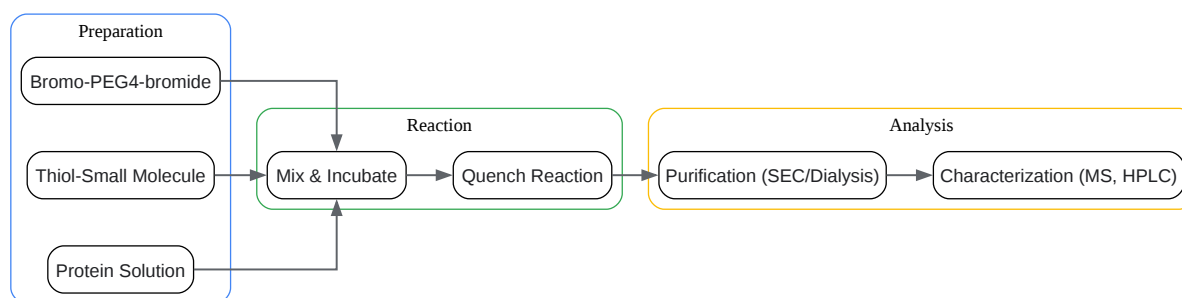 Preparation
Bromo-PEG4-bromide
Thiol-Small Molecule
Protein Solution
Reaction
Mix & Incubate
Quench Reaction
Analysis
Purification (SEC/Dialysis)
Characterization (MS, HPLC)